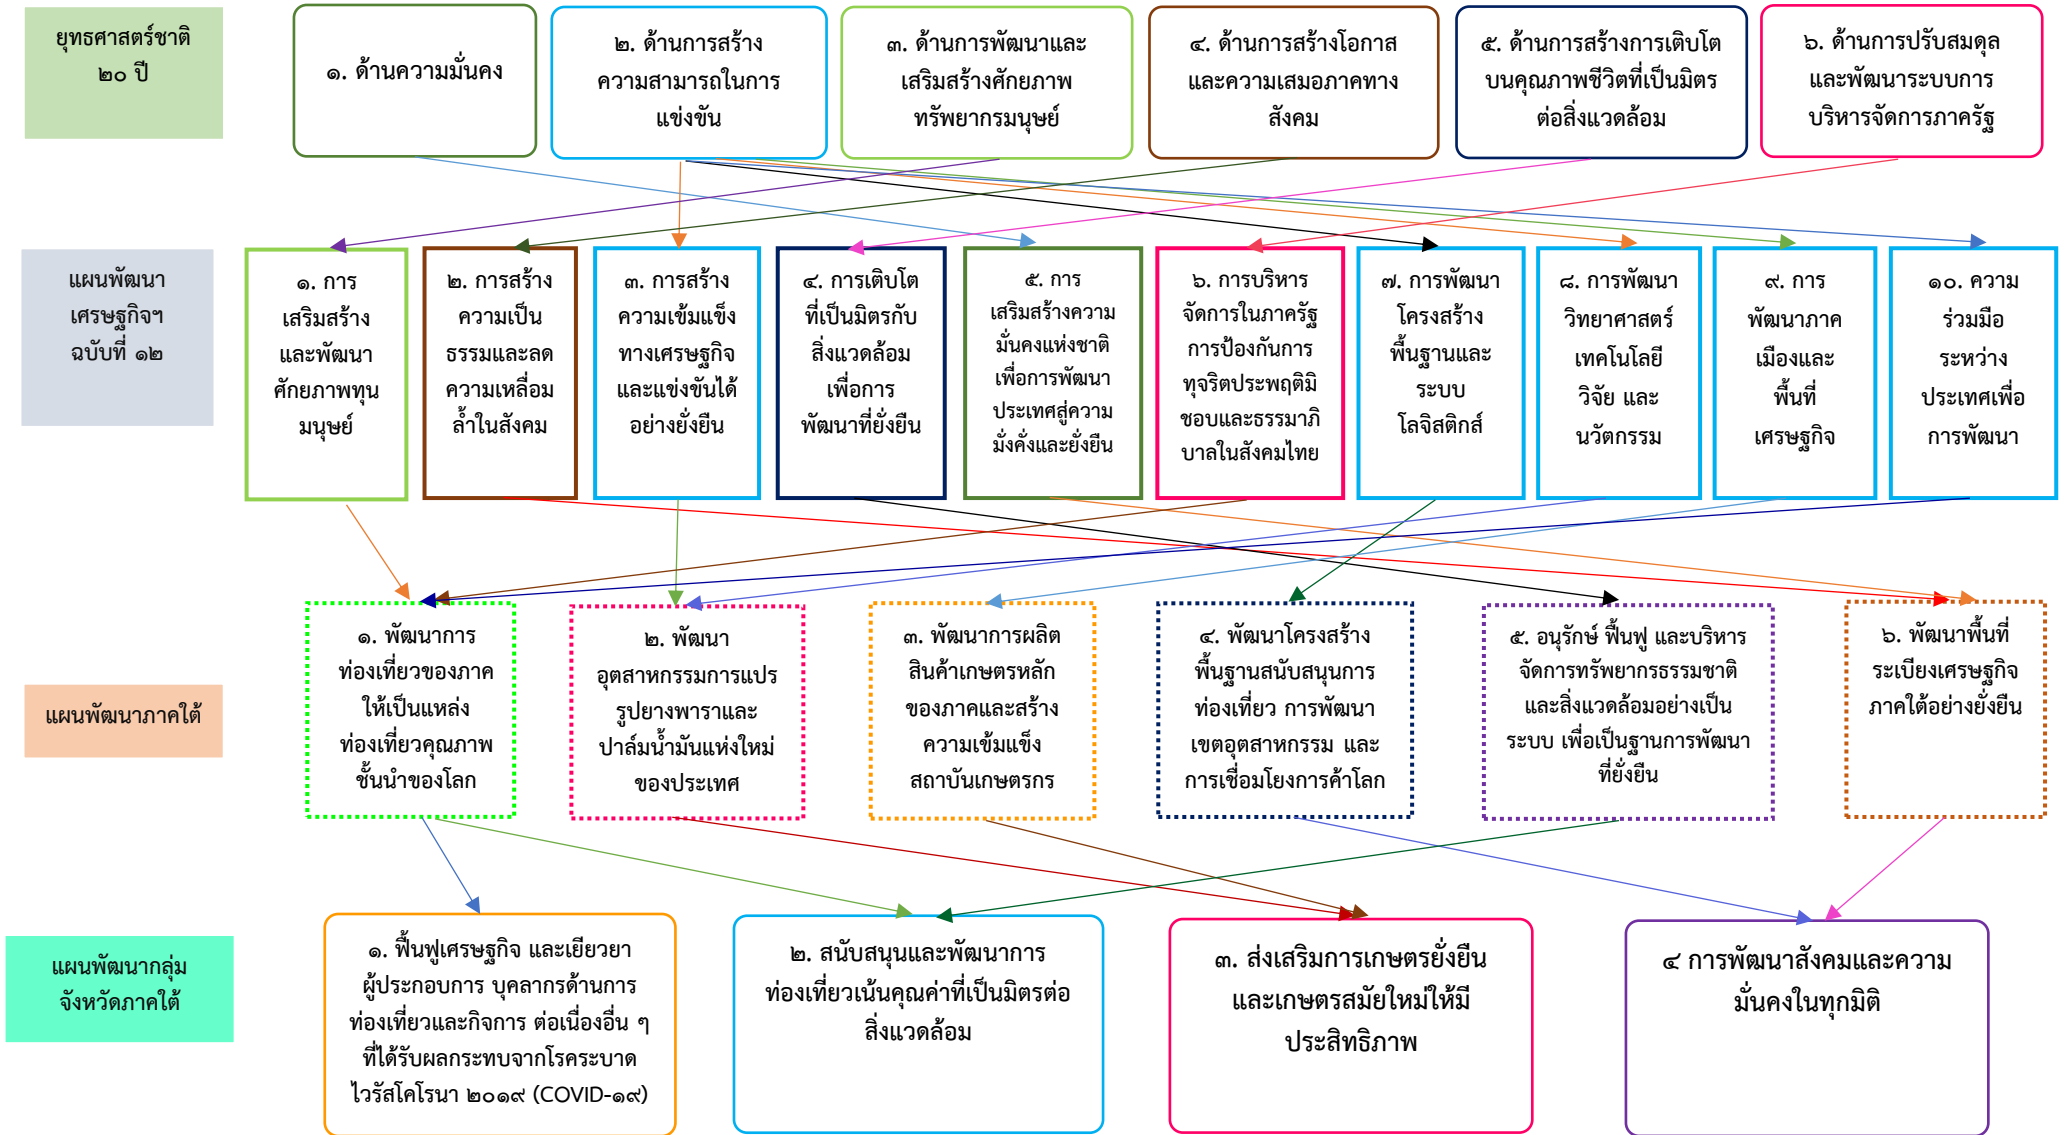 ยุทธศาสตร์ชาติ
๒๐ ปี
๑. ด้านความมั่นคง
๒. ด้านการสร้าง
ความสามารถในการ
แข่งขัน
๓. ด้านการพัฒนาและ
เสริมสร้างศักยภาพ
ทรัพยากรมนุษย์
๔. ด้านการสร้างโอกาส
และความเสมอภาคทาง
สังคม
๕. ด้านการสร้างการเติบโต
บนคุณภาพชีวิตที่เป็นมิตร
ต่อสิ่งแวดล้อม
๖. ด้านการปรับสมดุล
และพัฒนาระบบการ
บริหารจัดการภาครัฐ
แผนพัฒนา
เศรษฐกิจฯ
ฉบับที่ ๑๒
๑. การ
เสริมสร้าง
และพัฒนา
ศักยภาพทุน
มนุษย์
๒. การสร้าง
ความเป็น
ธรรมและลด
ความเหลื่อม
ล้ำในสังคม
๓. การสร้าง
ความเข้มแข็ง
ทางเศรษฐกิจ
และแข่งขันได้
อย่างยั่งยืน
๔. การเติบโต
ที่เป็นมิตรกับ
สิ่งแวดล้อม
เพื่อการ
พัฒนาที่ยั่งยืน
๕. การ
เสริมสร้างความ
มั่นคงแห่งชาติ
เพื่อการพัฒนา
ประเทศสู่ความ
มั่งคั่งและยั่งยืน
๖. การบริหาร
จัดการในภาครัฐ
การป้องกันการ
ทุจริตประพฤติมิ
ชอบและธรรมาภิ
บาลในสังคมไทย
๗. การพัฒนา
โครงสร้าง
พื้นฐานและ
ระบบ
โลจิสติกส์
๘. การพัฒนา
วิทยาศาสตร์
เทคโนโลยี
วิจัย และ
นวัตกรรม
๙. การ
พัฒนาภาค
เมืองและ
พื้นที่
เศรษฐกิจ
๑๐. ความ
ร่วมมือ
ระหว่าง
ประเทศเพื่อ
การพัฒนา
แผนพัฒนาภาคใต้
๑. พัฒนาการ
ท่องเที่ยวของภาค
ให้เป็นแหล่ง
ท่องเที่ยวคุณภาพ
ชั้นนำของโลก
๒. พัฒนา
อุตสาหกรรมการแปร
รูปยางพาราและ
ปาล์มน้ำมันแห่งใหม่
ของประเทศ
๓. พัฒนาการผลิต
สินค้าเกษตรหลัก
ของภาคและสร้าง
ความเข้มแข็ง
สถาบันเกษตรกร
๔. พัฒนาโครงสร้าง
พื้นฐานสนับสนุนการ
ท่องเที่ยว การพัฒนา
เขตอุตสาหกรรม และ
การเชื่อมโยงการค้าโลก
๕. อนุรักษ์ ฟื้นฟู และบริหาร
จัดการทรัพยากรธรรมชาติ
และสิ่งแวดล้อมอย่างเป็น
ระบบ เพื่อเป็นฐานการพัฒนา
ที่ยั่งยืน
๖. พัฒนาพื้นที่
ระเบียงเศรษฐกิจ
ภาคใต้อย่างยั่งยืน
แผนพัฒนากลุ่ม
จังหวัดภาคใต้
๑. ฟื้นฟูเศรษฐกิจ และเยียวยา
ผู้ประกอบการ บุคลากรด้านการ
ท่องเที่ยวและกิจการ ต่อเนื่องอื่น ๆ
ที่ได้รับผลกระทบจากโรคระบาด
ไวรัสโคโรนา ๒๐๑๙ (COVID-๑๙)
๒. สนับสนุนและพัฒนาการ
ท่องเที่ยวเน้นคุณค่าที่เป็นมิตรต่อ
สิ่งแวดล้อม
๓. ส่งเสริมการเกษตรยั่งยืน
และเกษตรสมัยใหม่ให้มี
ประสิทธิภาพ
๔ การพัฒนาสังคมและความ
มั่นคงในทุกมิติ